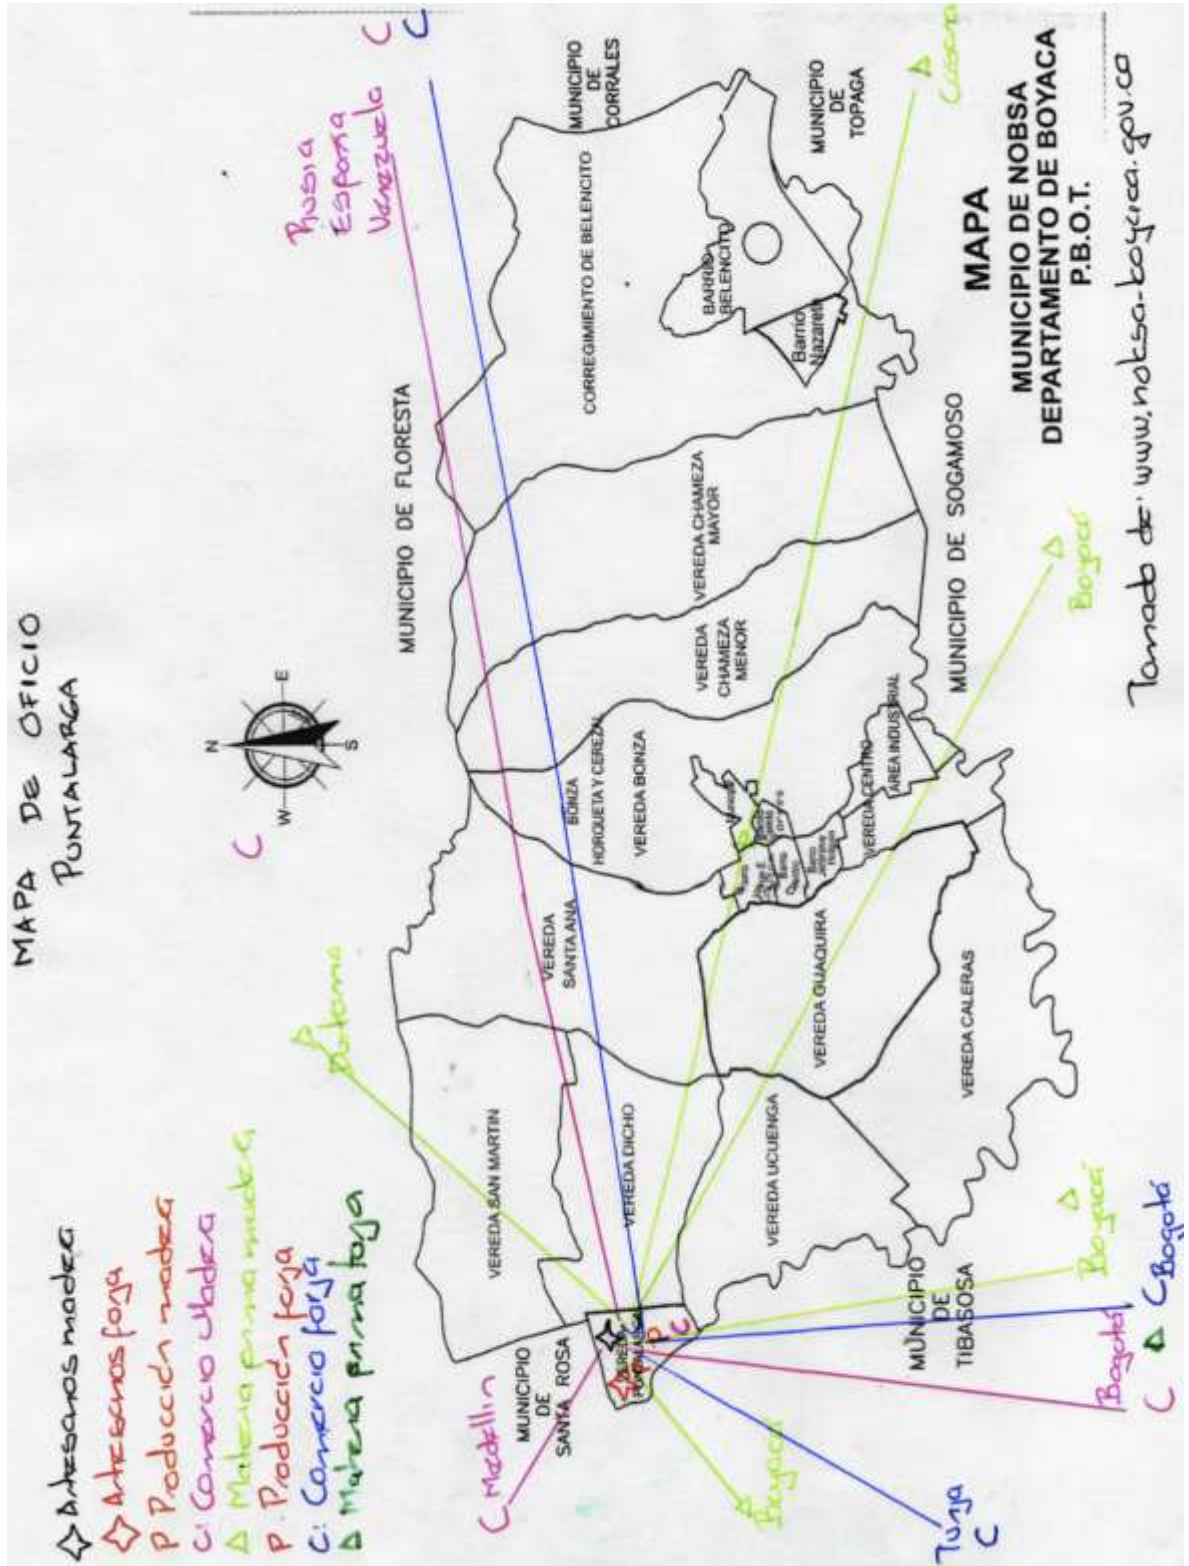 MAPA DE OFICIO
PUNTALARGA
Artesanos madera
Artesanos forja
P Producción madera
C: Comercio Madera
Materia prima madera
P. Producción forja
C: Comercio forja
Materia prima forja
N
E
S
W
C
Rusia
España
Venezuela
C
C
MUNICIPIO DE FLORESTA
MUNICIPIO
DE
CORRALES
CORREGIMIENTO DE BELENCITO
BARRIO
BELENCITO
Barrio
Nazareth
MUNICIPIO
DE
TOPAGA
VEREDA CHAMEZA
MAYOR
VEREDA
CHAMEZA
MENOR
BONZA
HORQUETA Y CEREZAL
VEREDA BONZA
VEREDA
SANTA ANA
VEREDA SAN MARTIN
VEREDA DICHO
VEREDA UCUENGA
VEREDA GUAQUIRA
VEREDA CALERAS
VEREDA CENTRO
AREA INDUSTRIAL
MUNICIPIO DE SOGAMOSO
MUNICIPIO
DE
SANTA ROSA
VEREDA
P
C
MUNICIPIO
DE
TIBASOSA
C Medellin
Boyacá
Tunja
C
Bogotá
C
C Bogotá
Boyacá
Boyacá
MAPA
MUNICIPIO DE NOBSA
DEPARTAMENTO DE BOYACA
P.B.O.T.
Tomado de: www.nobsa-boyaca.gov.co